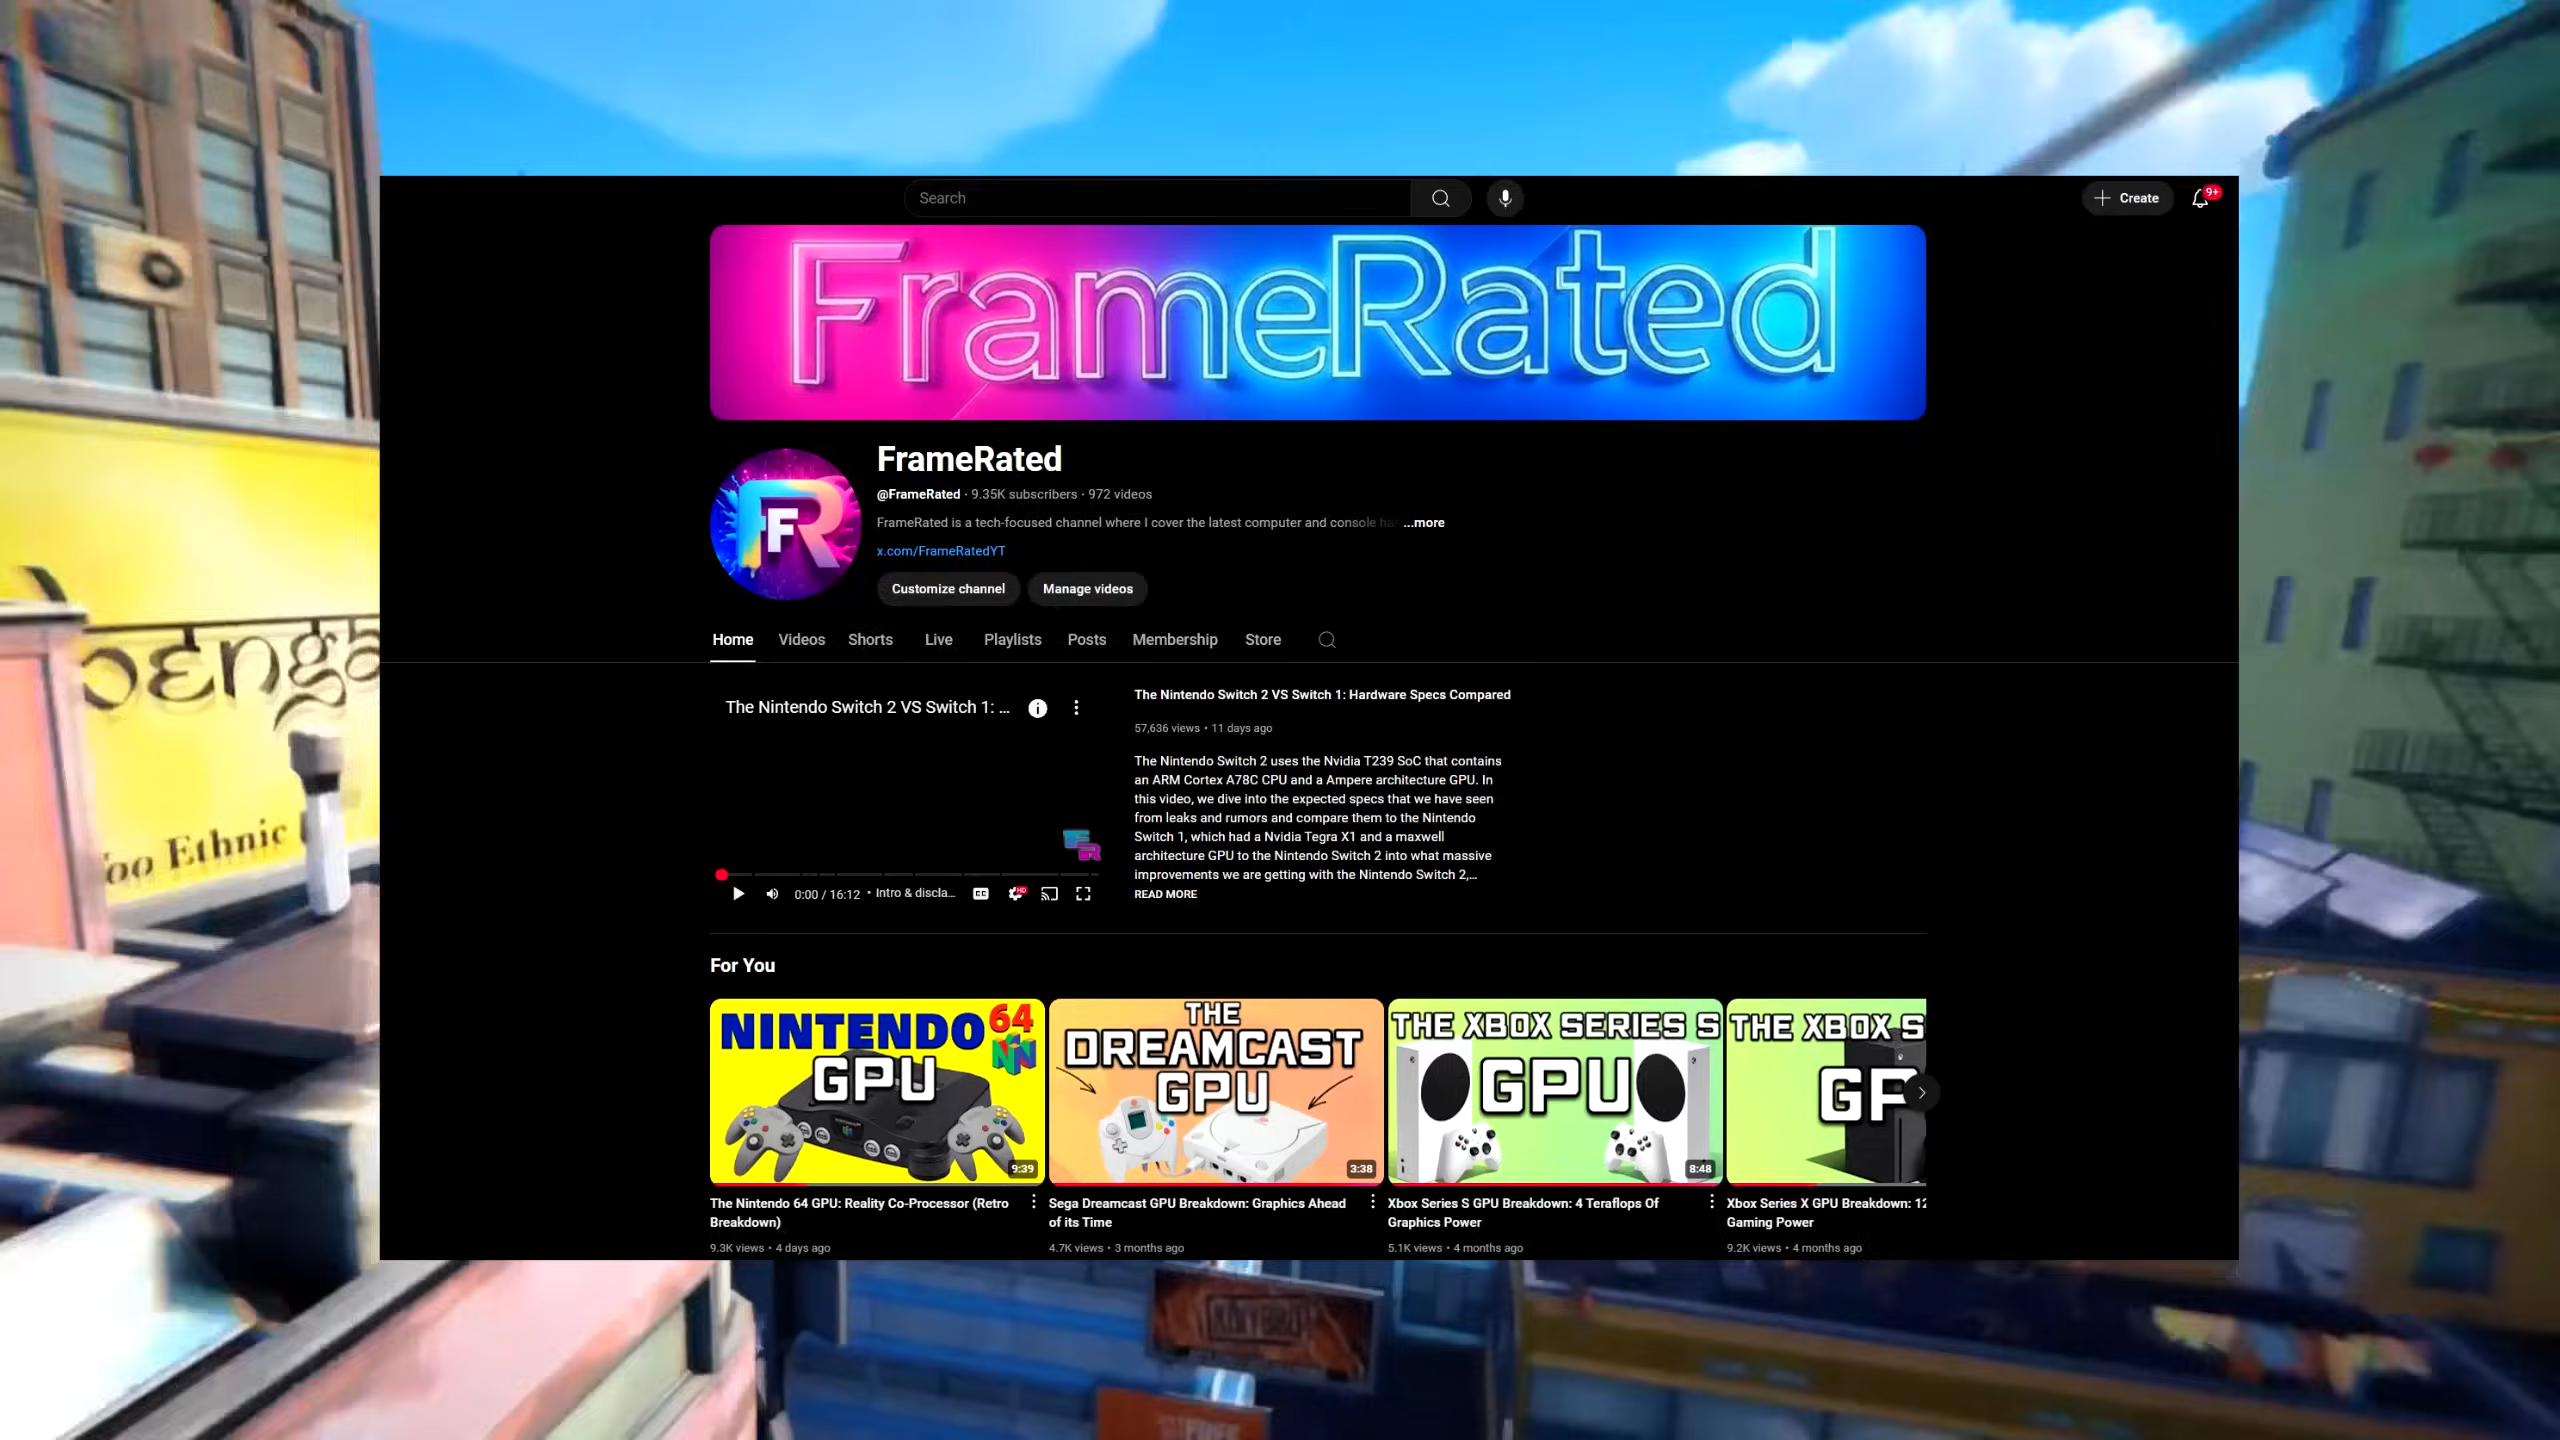 Search
Create
9+
FrameRated
FrameRated
@FrameRated · 9.35K subscribers · 972 videos
FrameRated is a tech-focused channel where I cover the latest computer and console ha ...more
x.com/FrameRatedYT
Customize channel
Manage videos
Home Videos Shorts Live Playlists Posts Membership Store
The Nintendo Switch 2 VS Switch 1: ...
The Nintendo Switch 2 VS Switch 1: Hardware Specs Compared
57,636 views • 11 days ago
The Nintendo Switch 2 uses the Nvidia T239 SoC that contains
an ARM Cortex A78C CPU and a Ampere architecture GPU. In
this video, we dive into the expected specs that we have seen
from leaks and rumors and compare them to the Nintendo
Switch 1, which had a Nvidia Tegra X1 and a maxwell
architecture GPU to the Nintendo Switch 2 into what massive
improvements we are getting with the Nintendo Switch 2,...
READ MORE
0:00 / 16:12 • Intro & discla...
CC
HD
For You
NINTENDO 64
GPU
9:39
THE
DREAMCAST
GPU
3:38
THE XBOX SERIES S
GPU
8:48
THE XBOX S
GP
The Nintendo 64 GPU: Reality Co-Processor (Retro
Breakdown)
9.3K views • 4 days ago
Sega Dreamcast GPU Breakdown: Graphics Ahead
of its Time
4.7K views • 3 months ago
Xbox Series S GPU Breakdown: 4 Teraflops Of
Graphics Power
5.1K views • 4 months ago
Xbox Series X GPU Breakdown: 12
Gaming Power
9.2K views • 4 months ago
FR
F
oo Ethnic